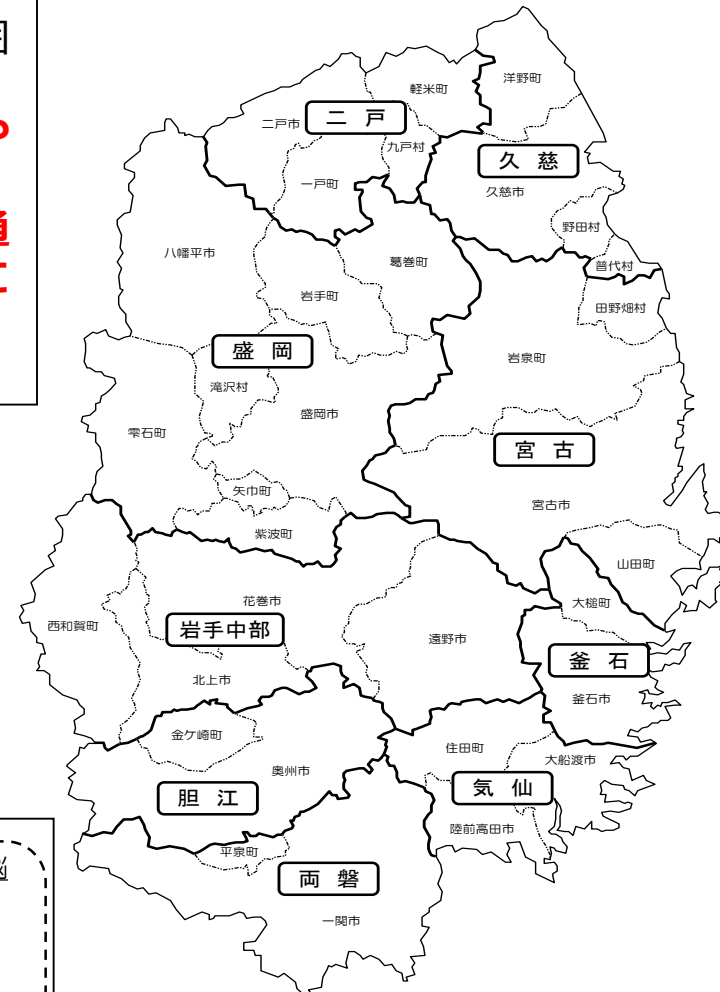 洋野町
軽米町
二戸市
二 戸
九戸村
久 慈
一戸町
久慈市
野田村
八幡平市
葛巻町
普代村
岩手町
田野畑村
盛 岡
岩泉町
滝沢村
盛岡市
雫石町
宮 古
矢巾町
宮古市
紫波町
山田町
花巻市
大槌町
西和賀町
岩手中部
遠野市
釜 石
北上市
釜石市
金ケ崎町
住田町
大船渡市
奥州市
胆 江
気 仙
陸前高田市
平泉町
両 磐
一関市